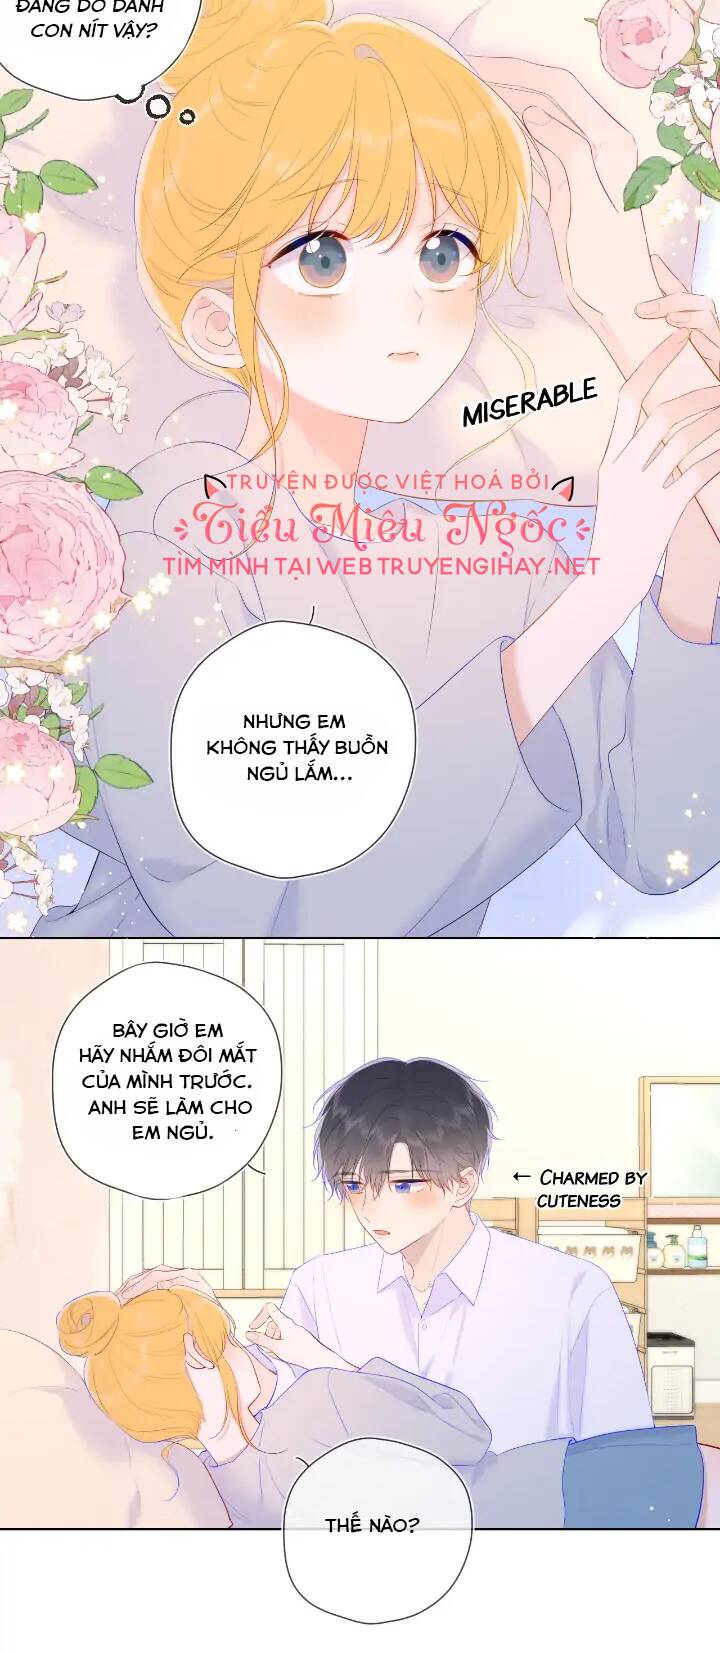 ĐANG DỖ DÀNH
CON NÍT VẬY?
MISERABLE
TRUYỆN ĐƯỢC VIỆT HOÁ BỞI
Tiểu Miêu Ngốc
TÌM MÌNH TẠI WEB TRUYENGIHAY.NET
NHƯNG EM
KHÔNG THẤY BUỒN
NGỦ LẮM...
BÂY GIỜ EM
HÃY NHẮM ĐÔI MẮT
CỦA MÌNH TRƯỚC.
ANH SẼ LÀM CHO
EM NGỦ.
← CHARMED BY
CUTENESS
THẾ NÀO?